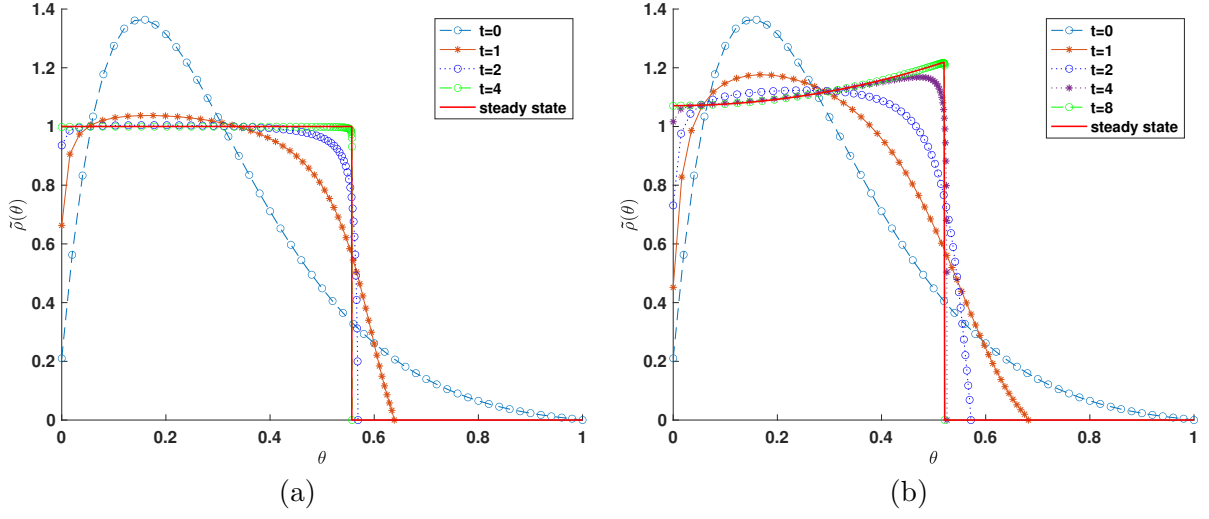 1.4
1.2
1
0.8
0.6
0.4
0.2
0
ρ̃(θ)
0 0.2 0.4 0.6 0.8 1
θ
t=0
t=1
t=2
t=4
steady state
(a)
1.4
1.2
1
0.8
0.6
0.4
0.2
0
ρ̃(θ)
0 0.2 0.4 0.6 0.8 1
θ
t=0
t=1
t=2
t=4
t=8
steady state
(b)